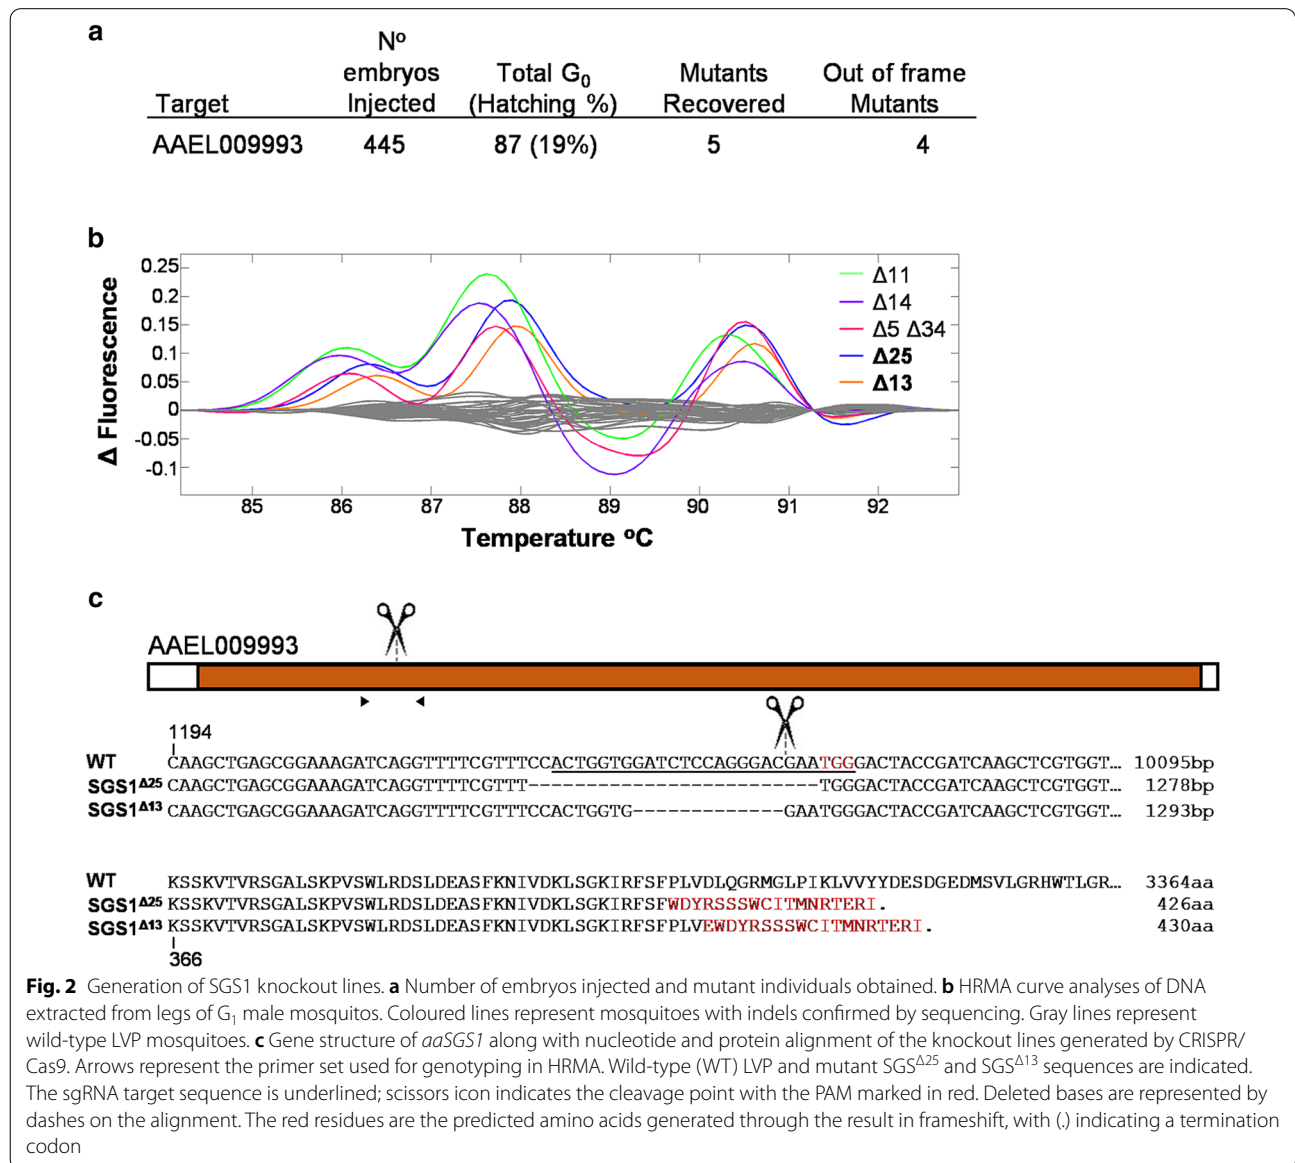 a
Nº
embryos Total G0 Mutants Out of frame
Target Injected (Hatching %) Recovered Mutants
AAEL009993 445 87 (19%) 5 4
b
0.25
0.2
0.15
0.1
0.05
0
-0.05
-0.1
Δ Fluorescence
Δ11
Δ14
Δ5 Δ34
Δ25
Δ13
85 86 87 88 89 90 91 92
Temperature ºC
c
AAEL009993
1194
WT CAAGCTGAGCGGAAAGATCAGGTTTTCGTTTCCACTGGTGGATCTCCAGGGACGAATGGGACTACCGATCAAGCTCGTGGT... 10095bp
SGS1Δ25 CAAGCTGAGCGGAAAGATCAGGTTTTCGTTT-------------------------TGGGACTACCGATCAAGCTCGTGGT... 1278bp
SGS1Δ13 CAAGCTGAGCGGAAAGATCAGGTTTTCGTTTCCACTGGTG-------------GAATGGGACTACCGATCAAGCTCGTGGT... 1293bp
WT KSSKVTVRSGALSKPVSWLRDSLDEASFKNIVDKLSGKIRFSFPLVDLQGRMGLPIKLVVYYDESDGEDMSVLGRHWTLGR... 3364aa
SGS1Δ25 KSSKVTVRSGALSKPVSWLRDSLDEASFKNIVDKLSGKIRFSFWDYRSSSWCITMNRTERI. 426aa
SGS1Δ13 KSSKVTVRSGALSKPVSWLRDSLDEASFKNIVDKLSGKIRFSFPLVEWDYRSSSWCITMNRTERI. 430aa
366
Fig. 2 Generation of SGS1 knockout lines. a Number of embryos injected and mutant individuals obtained. b HRMA curve analyses of DNA
extracted from legs of G1 male mosquitos. Coloured lines represent mosquitoes with indels confirmed by sequencing. Gray lines represent
wild-type LVP mosquitoes. c Gene structure of aaSGS1 along with nucleotide and protein alignment of the knockout lines generated by CRISPR/
Cas9. Arrows represent the primer set used for genotyping in HRMA. Wild-type (WT) LVP and mutant SGSΔ25 and SGSΔ13 sequences are indicated.
The sgRNA target sequence is underlined; scissors icon indicates the cleavage point with the PAM marked in red. Deleted bases are represented by
dashes on the alignment. The red residues are the predicted amino acids generated through the result in frameshift, with (.) indicating a termination
codon